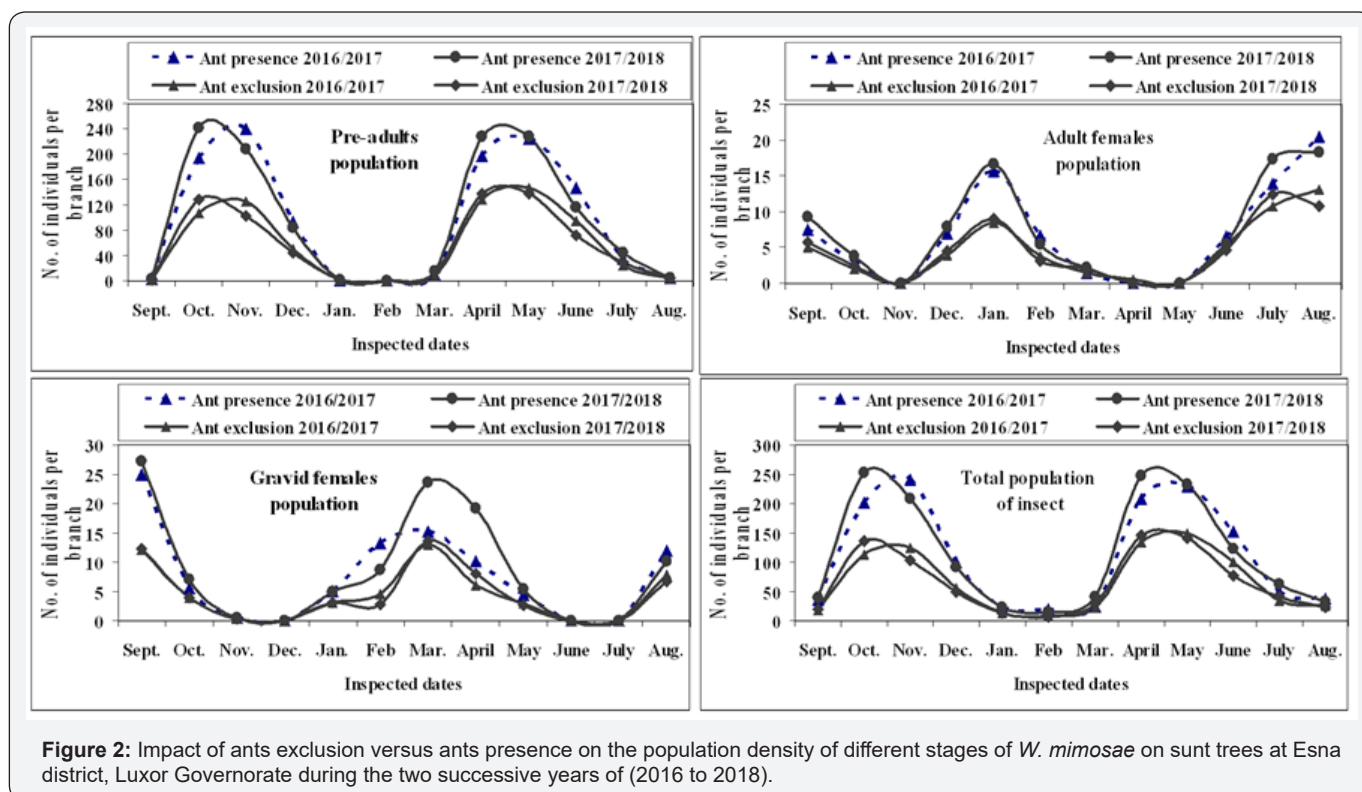 Ant presence 2016/2017 Ant presence 2017/2018
Ant exclusion 2016/2017 Ant exclusion 2017/2018
No. of individuals per
branch
280
240
200
160
120
80
40
0
Pre-adults
population
Sept. Oct. Nov. Dec. Jan. Feb Mar. April May June July Aug.
Inspected dates
Ant presence 2016/2017 Ant presence 2017/2018
Ant exclusion 2016/2017 Ant exclusion 2017/2018
No. of individuals per
branch
25
20
15
10
5
0
Adult females
population
Sept. Oct. Nov. Dec. Jan. Feb Mar. April May June July Aug.
Inspected dates
Ant presence 2016/2017 Ant presence 2017/2018
Ant exclusion 2016/2017 Ant exclusion 2017/2018
No. of individuals per
branch
30
25
20
15
10
5
0
Gravid females
population
Sept. Oct. Nov. Dec. Jan. Feb Mar. April May June July Aug.
Inspected dates
Ant presence 2016/2017 Ant presence 2017/2018
Ant exclusion 2016/2017 Ant exclusion 2017/2018
No. of individuals per
branch
300
250
200
150
100
50
0
Total population
of insect
Sept. Oct. Nov. Dec. Jan. Feb Mar. April May June July Aug.
Inspected dates
Figure 2: Impact of ants exclusion versus ants presence on the population density of different stages of W. mimosae on sunt trees at Esna
district, Luxor Governorate during the two successive years of (2016 to 2018).